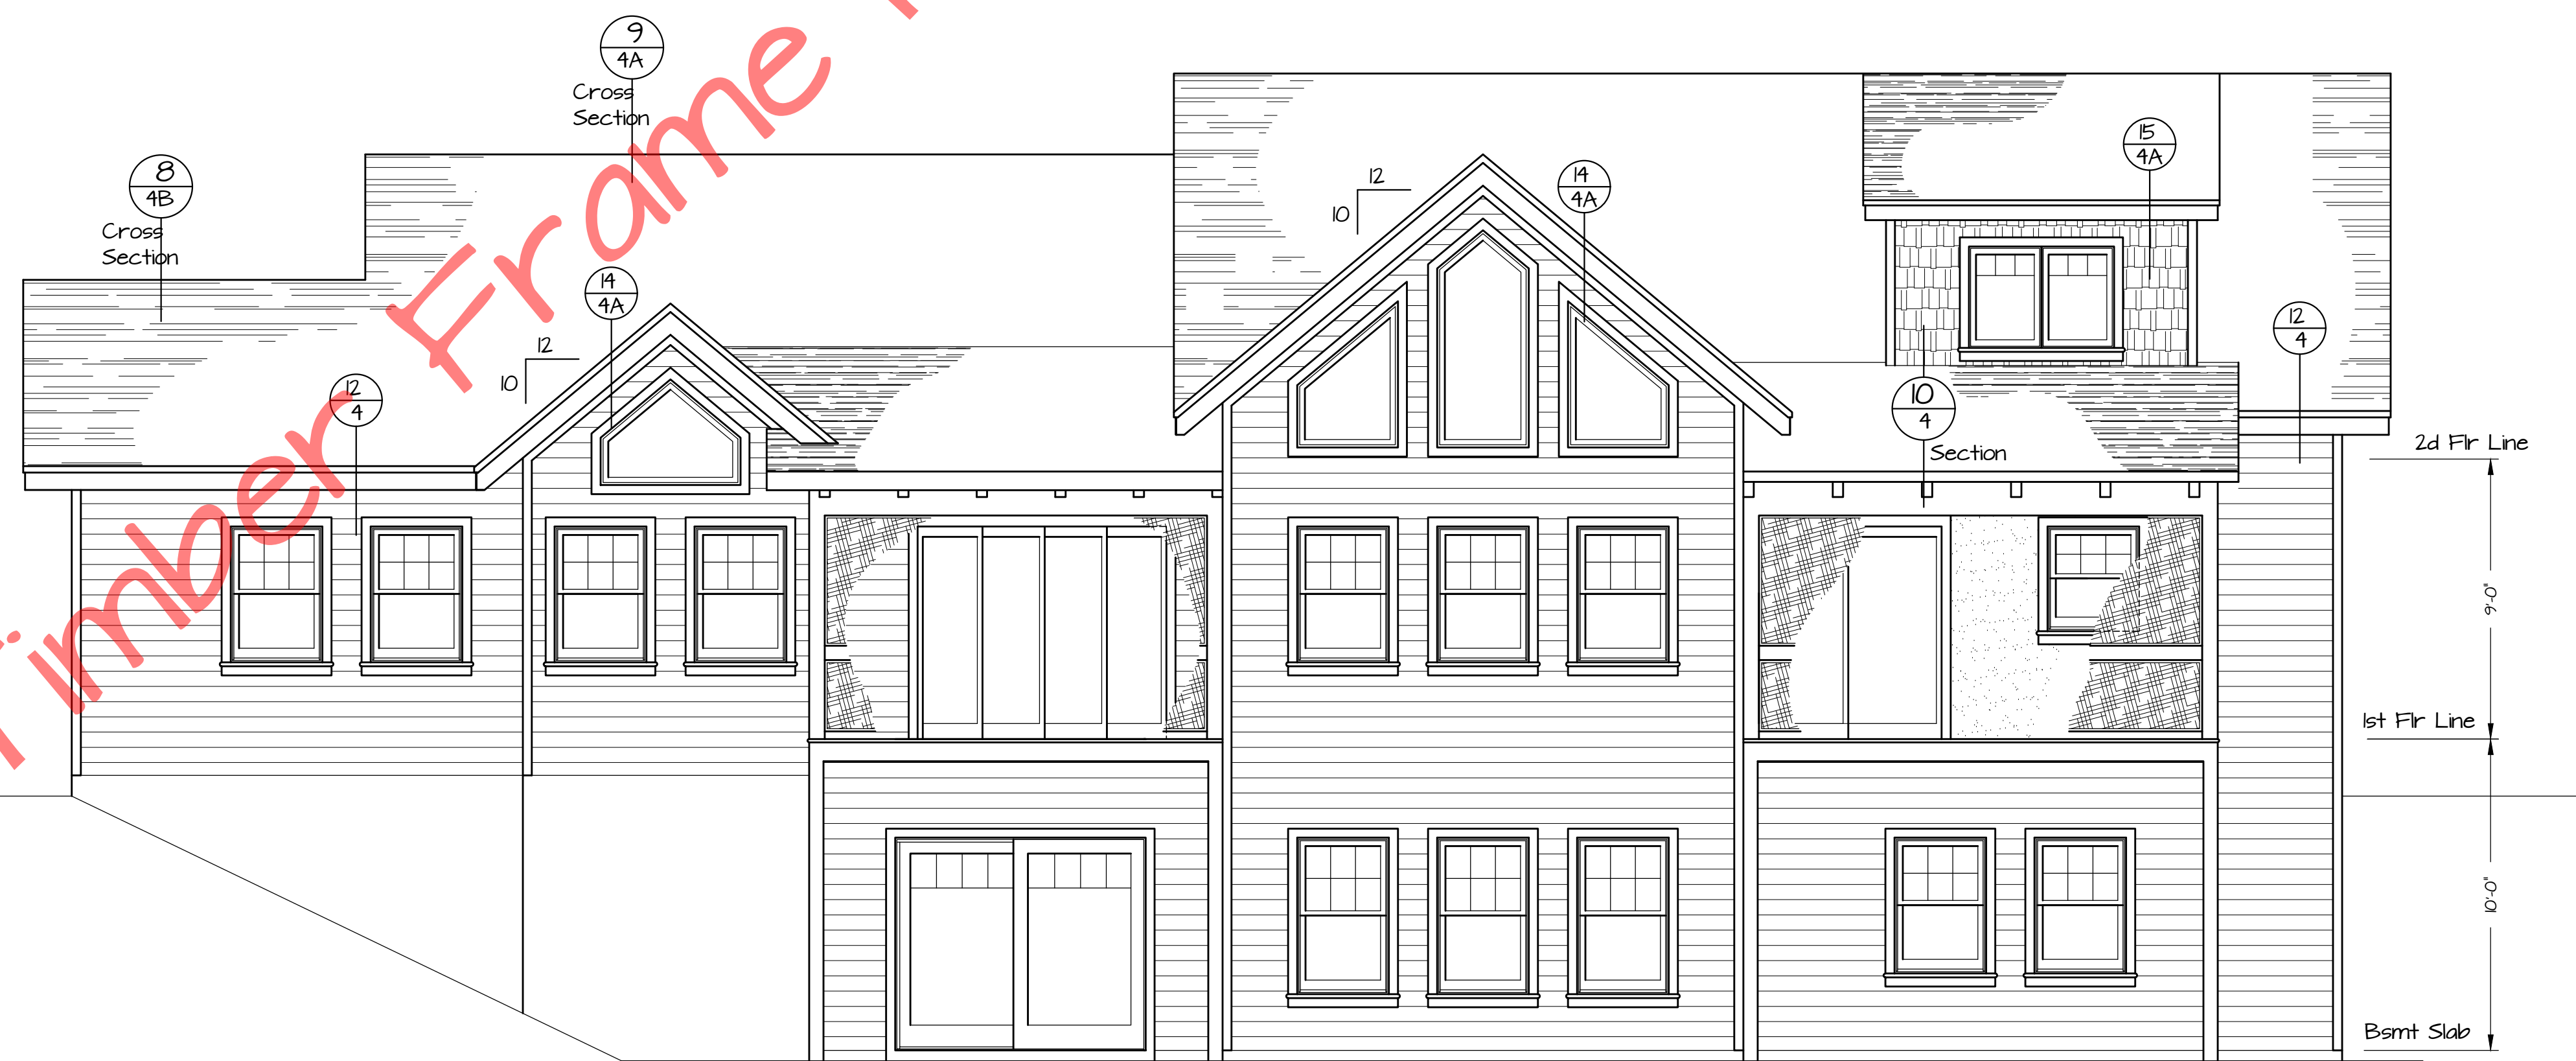 9
4A
Cross
Section
8
4B
Cross
Section
15
4A
12
10
14
4A
14
4A
12
4
12
10
12
4
10
4
Section
2d Flr Line
9'-0"
1st Flr Line
10'-0"
Bsmt Slab
Timber Frame